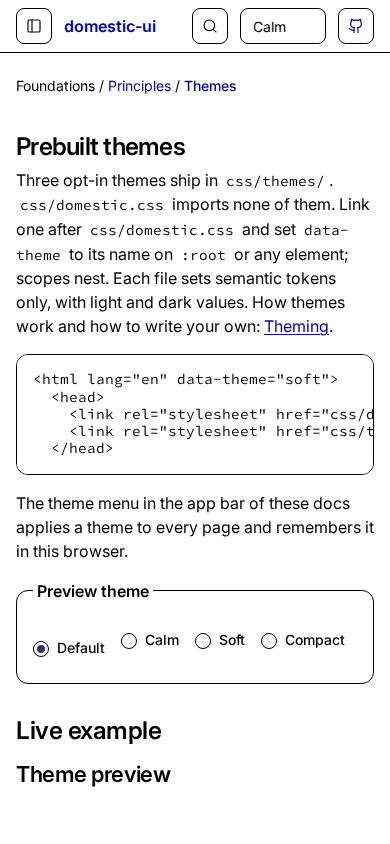 domestic-ui
Calm
Foundations / Principles / Themes
Prebuilt themes
Three opt-in themes ship in css/themes/ .
css/domestic.css imports none of them. Link
one after css/domestic.css and set data-
theme to its name on :root or any element;
scopes nest. Each file sets semantic tokens
only, with light and dark values. How themes
work and how to write your own: Theming.
<html lang="en" data-theme="soft">
  <head>
    <link rel="stylesheet" href="css/d
    <link rel="stylesheet" href="css/t
  </head>
The theme menu in the app bar of these docs
applies a theme to every page and remembers it
in this browser.
Preview theme
Default Calm Soft Compact
Live example
Theme preview